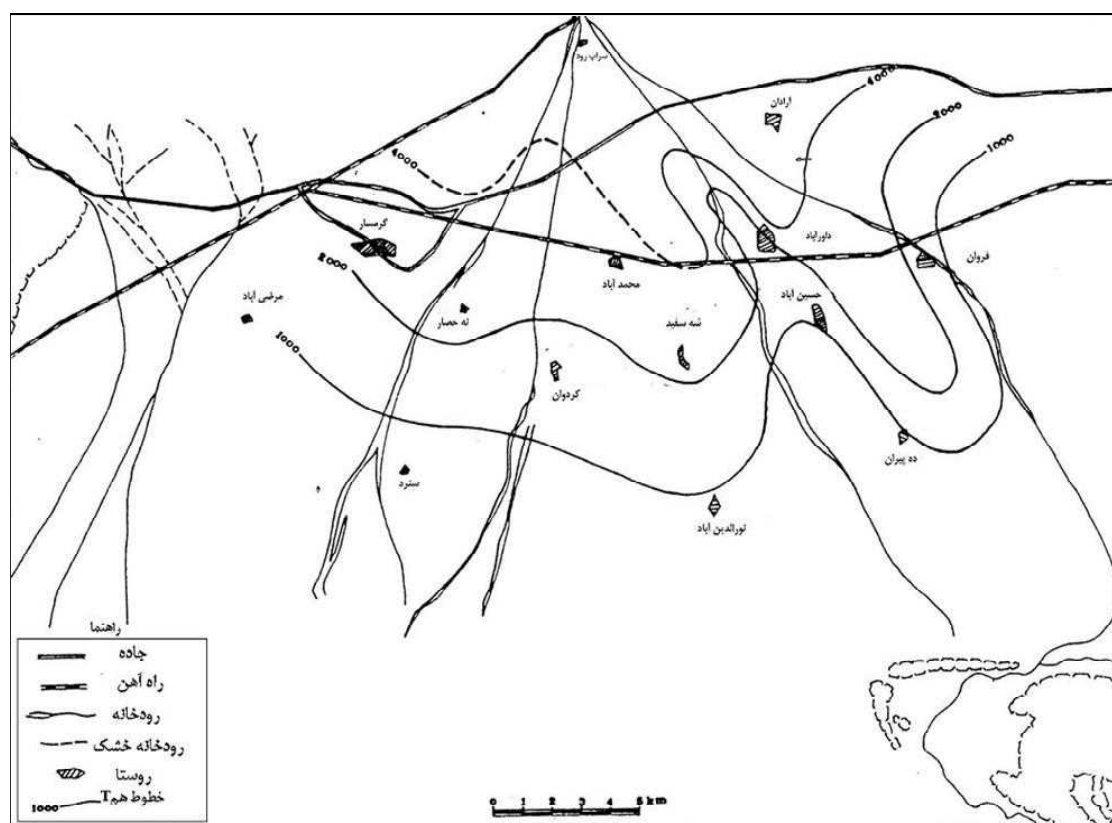 سراب رود
4000
ارادان
2000
1000
4000
گرمسار
داورآباد
فروان
2000
محمد آباد
مرضی آباد
حسین آباد
له حصار
شه سفید
1000
کردوان
ده پیران
سنرد
نورالدین آباد
راهنما
جاده
راه آهن
رودخانه
رودخانه خشک
روستا
خطوط هم T
1000
0 1 2 3 4 5 km